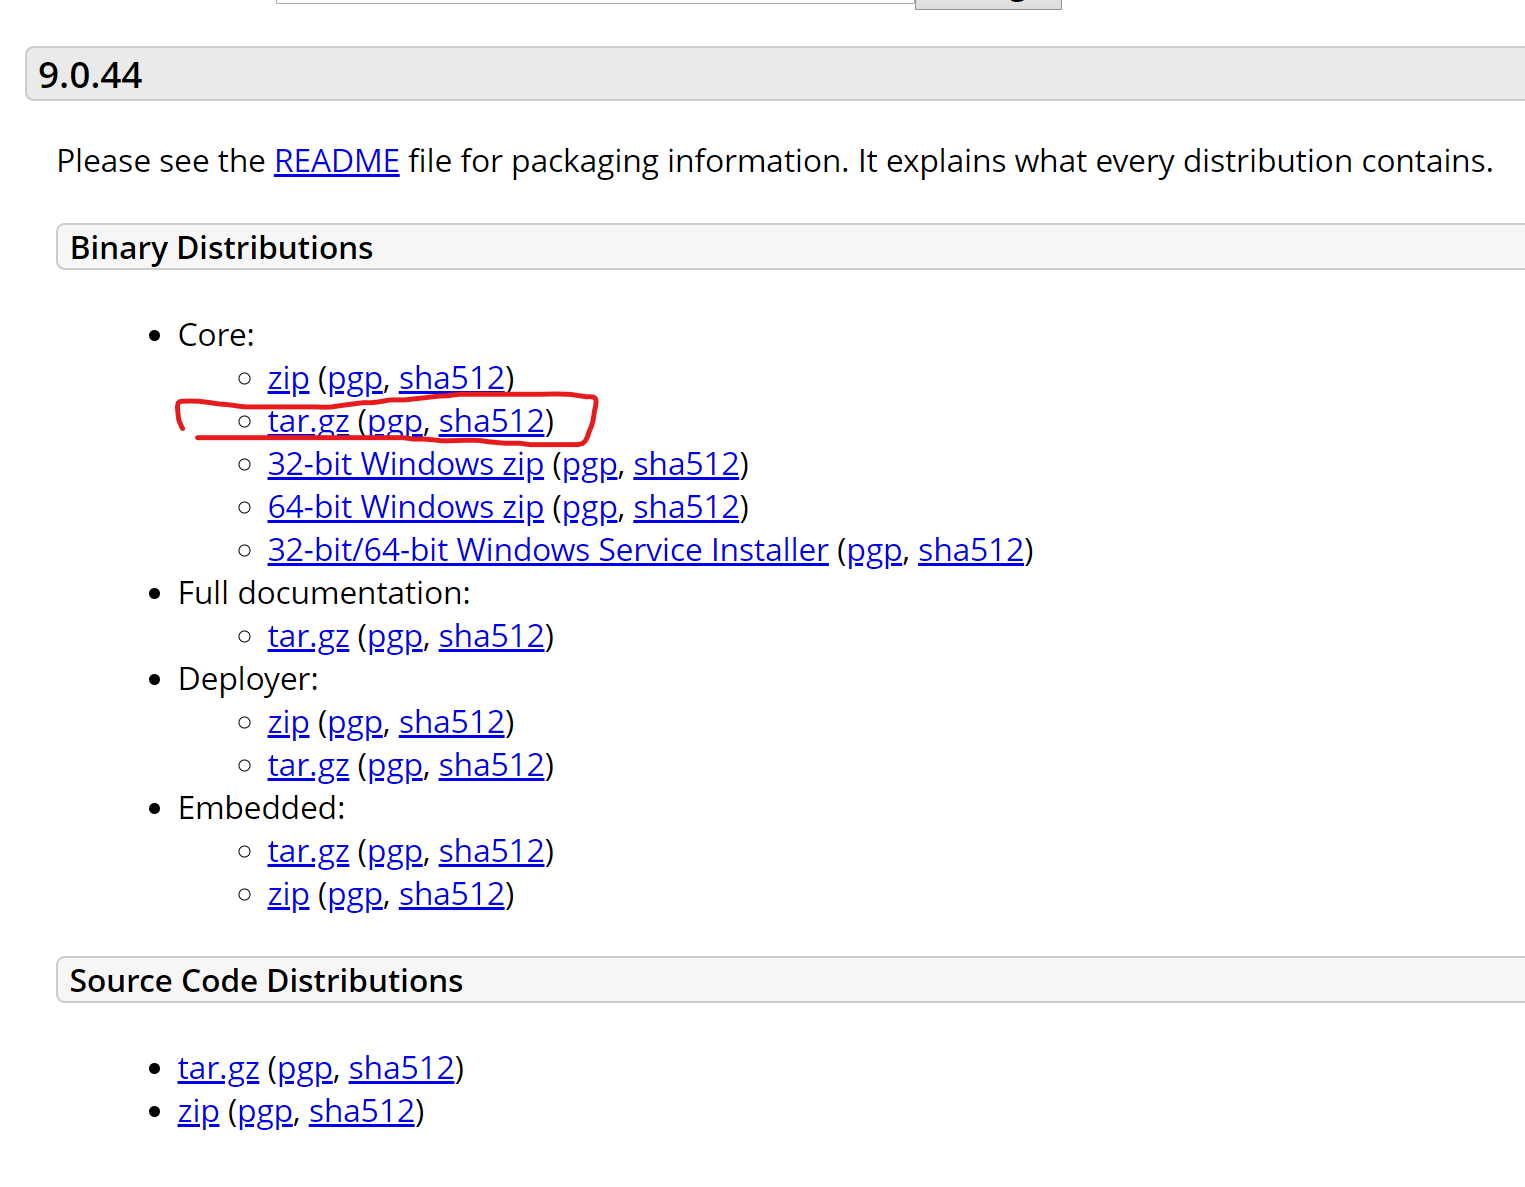 9.0.44
Please see the README file for packaging information. It explains what every distribution contains.
Binary Distributions
Core:
zip (pgp, sha512)
tar.gz (pgp, sha512)
32-bit Windows zip (pgp, sha512)
64-bit Windows zip (pgp, sha512)
32-bit/64-bit Windows Service Installer (pgp, sha512)
Full documentation:
tar.gz (pgp, sha512)
Deployer:
zip (pgp, sha512)
tar.gz (pgp, sha512)
Embedded:
tar.gz (pgp, sha512)
zip (pgp, sha512)
Source Code Distributions
tar.gz (pgp, sha512)
zip (pgp, sha512)